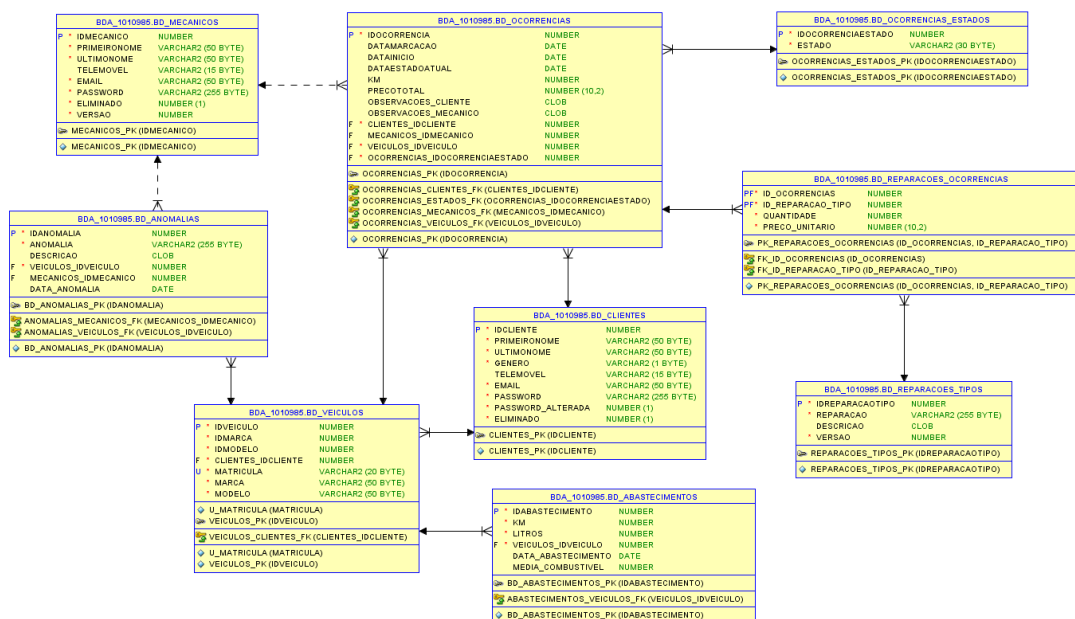 BDA_1010985.BD_MECANICOS
P * IDMECANICO NUMBER
* PRIMEIRONOME VARCHAR2 (50 BYTE)
* ULTIMONOME VARCHAR2 (50 BYTE)
TELEMOVEL VARCHAR2 (15 BYTE)
* EMAIL VARCHAR2 (50 BYTE)
* PASSWORD VARCHAR2 (255 BYTE)
* ELIMINADO NUMBER (1)
* VERSAO NUMBER
MECANICOS_PK (IDMECANICO)
MECANICOS_PK (IDMECANICO)
BDA_1010985.BD_OCORRENCIAS
P * IDOCORRENCIA NUMBER
DATAMARCACAO DATE
DATAINICIO DATE
DATAESTADOATUAL DATE
KM NUMBER
PRECOTOTAL NUMBER (10,2)
OBSERVACOES_CLIENTE CLOB
OBSERVACOES_MECANICO CLOB
F * CLIENTES_IDCLIENTE NUMBER
F MECANICOS_IDMECANICO NUMBER
F * VEICULOS_IDVEICULO NUMBER
F * OCORRENCIAS_IDOCORRENCIAESTADO NUMBER
OCORRENCIAS_PK (IDOCORRENCIA)
OCORRENCIAS_CLIENTES_FK (CLIENTES_IDCLIENTE)
OCORRENCIAS_ESTADOS_FK (OCORRENCIAS_IDOCORRENCIAESTADO)
OCORRENCIAS_MECANICOS_FK (MECANICOS_IDMECANICO)
OCORRENCIAS_VEICULOS_FK (VEICULOS_IDVEICULO)
OCORRENCIAS_PK (IDOCORRENCIA)
BDA_1010985.BD_OCORRENCIAS_ESTADOS
P * IDOCORRENCIAESTADO NUMBER
* ESTADO VARCHAR2 (30 BYTE)
OCORRENCIAS_ESTADOS_PK (IDOCORRENCIAESTADO)
OCORRENCIAS_ESTADOS_PK (IDOCORRENCIAESTADO)
BDA_1010985.BD_REPARACOES_OCORRENCIAS
PF* ID_OCORRENCIAS NUMBER
PF* ID_REPARACAO_TIPO NUMBER
* QUANTIDADE NUMBER
* PRECO_UNITARIO NUMBER (10,2)
PK_REPARACOES_OCORRENCIAS (ID_OCORRENCIAS, ID_REPARACAO_TIPO)
FK_ID_OCORRENCIAS (ID_OCORRENCIAS)
FK_ID_REPARACAO_TIPO (ID_REPARACAO_TIPO)
PK_REPARACOES_OCORRENCIAS (ID_OCORRENCIAS, ID_REPARACAO_TIPO)
BDA_1010985.BD_ANOMALIAS
P * IDANOMALIA NUMBER
* ANOMALIA VARCHAR2 (255 BYTE)
DESCRICAO CLOB
F * VEICULOS_IDVEICULO NUMBER
F MECANICOS_IDMECANICO NUMBER
DATA_ANOMALIA DATE
BD_ANOMALIAS_PK (IDANOMALIA)
ANOMALIAS_MECANICOS_FK (MECANICOS_IDMECANICO)
ANOMALIAS_VEICULOS_FK (VEICULOS_IDVEICULO)
BD_ANOMALIAS_PK (IDANOMALIA)
BDA_1010985.BD_CLIENTES
P * IDCLIENTE NUMBER
* PRIMEIRONOME VARCHAR2 (50 BYTE)
* ULTIMONOME VARCHAR2 (50 BYTE)
* GENERO VARCHAR2 (1 BYTE)
TELEMOVEL VARCHAR2 (15 BYTE)
* EMAIL VARCHAR2 (50 BYTE)
* PASSWORD VARCHAR2 (255 BYTE)
* PASSWORD_ALTERADA NUMBER (1)
* ELIMINADO NUMBER (1)
CLIENTES_PK (IDCLIENTE)
CLIENTES_PK (IDCLIENTE)
BDA_1010985.BD_REPARACOES_TIPOS
P * IDREPARACAOTIPO NUMBER
* REPARACAO VARCHAR2 (255 BYTE)
DESCRICAO CLOB
* VERSAO NUMBER
REPARACOES_TIPOS_PK (IDREPARACAOTIPO)
REPARACOES_TIPOS_PK (IDREPARACAOTIPO)
BDA_1010985.BD_VEICULOS
P * IDVEICULO NUMBER
* IDMARCA NUMBER
* IDMODELO NUMBER
F * CLIENTES_IDCLIENTE NUMBER
U * MATRICULA VARCHAR2 (20 BYTE)
* MARCA VARCHAR2 (50 BYTE)
* MODELO VARCHAR2 (50 BYTE)
U_MATRICULA (MATRICULA)
VEICULOS_PK (IDVEICULO)
VEICULOS_CLIENTES_FK (CLIENTES_IDCLIENTE)
U_MATRICULA (MATRICULA)
VEICULOS_PK (IDVEICULO)
BDA_1010985.BD_ABASTECIMENTOS
P * IDABASTECIMENTO NUMBER
* KM NUMBER
* LITROS NUMBER
F * VEICULOS_IDVEICULO NUMBER
DATA_ABASTECIMENTO DATE
MEDIA_COMBUSTIVEL NUMBER
BD_ABASTECIMENTOS_PK (IDABASTECIMENTO)
ABASTECIMENTOS_VEICULOS_FK (VEICULOS_IDVEICULO)
BD_ABASTECIMENTOS_PK (IDABASTECIMENTO)